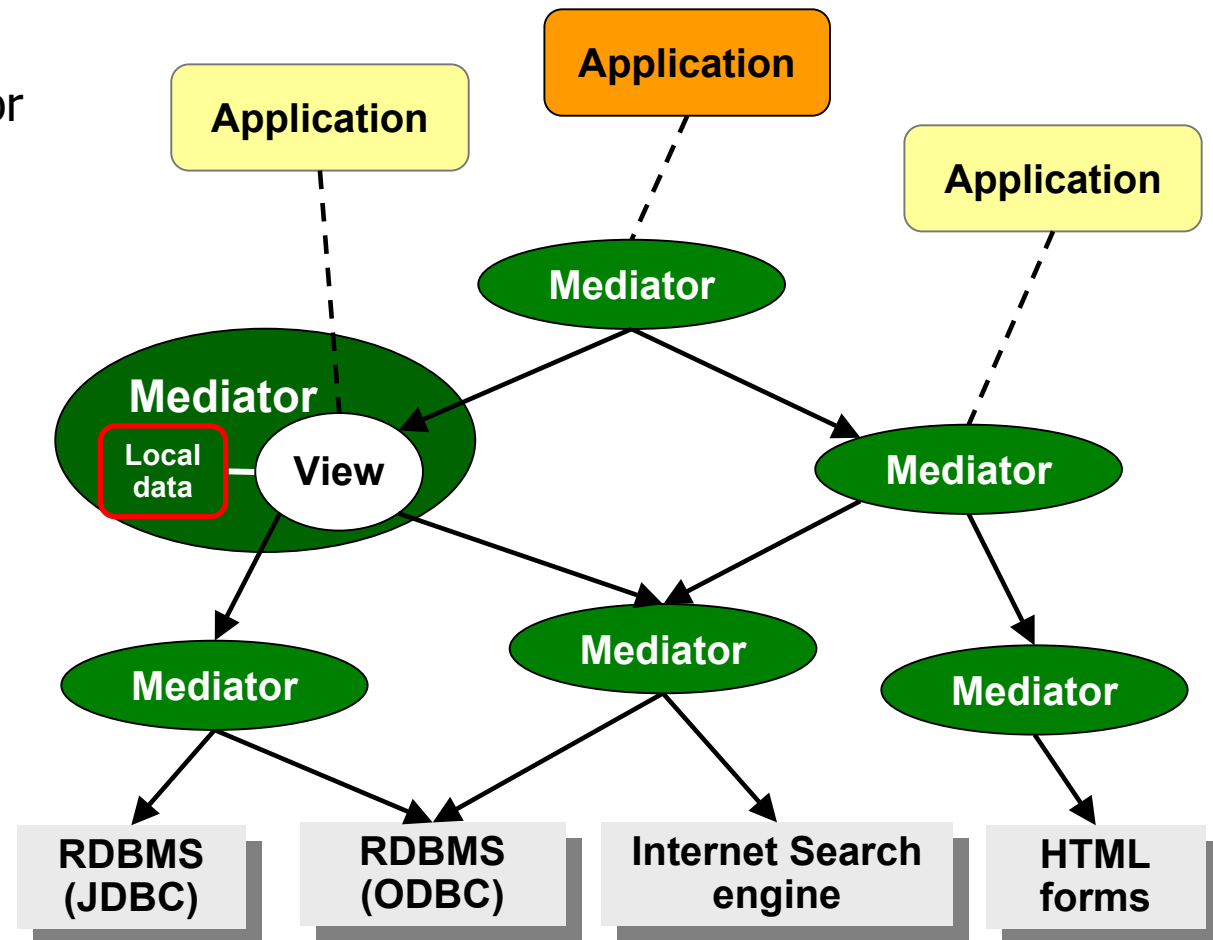 or
Application
Application
Application
Mediator
Mediator
Local
data
View
Mediator
Mediator
Mediator
Mediator
RDBMS
(JDBC)
RDBMS
(ODBC)
Internet Search
engine
HTML
forms